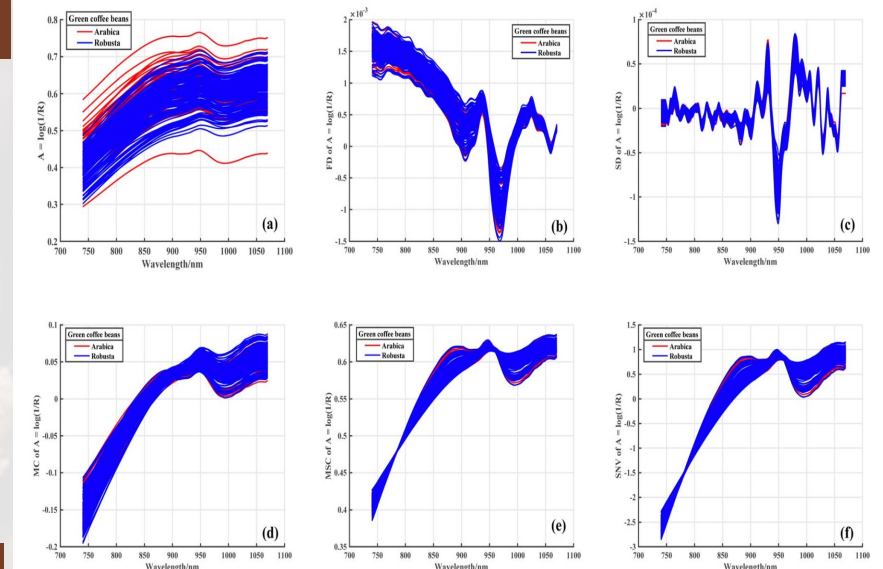 0.8
0.7
0.6
0.5
0.4
0.3
0.2
A = log(1/R)
Green coffee beans
Arabica
Robusta
(a)
700 750 800 850 900 950 1000 1050 1100
Wavelength/nm
×10⁻³
2
1.5
1
0.5
0
-0.5
-1
-1.5
FD of A = log(1/R)
Green coffee beans
Arabica
Robusta
(b)
700 750 800 850 900 950 1000 1050 1100
Wavelength/nm
×10⁻⁴
1
0.5
0
-0.5
-1
-1.5
SD of A = log(1/R)
Green coffee beans
Arabica
Robusta
(c)
700 750 800 850 900 950 1000 1050 1100
Wavelength/nm
0.1
0.05
0
-0.05
-0.1
-0.15
-0.2
MC of A = log(1/R)
Green coffee beans
Arabica
Robusta
(d)
700 750 800 850 900 950 1000 1050 1100
Wavelength/nm
0.65
0.6
0.55
0.5
0.45
0.4
0.35
MSC of A = log(1/R)
Green coffee beans
Arabica
Robusta
(e)
700 750 800 850 900 950 1000 1050 1100
Wavelength/nm
1.5
1
0.5
0
-0.5
-1
-1.5
-2
-2.5
-3
SNV of A = log(1/R)
Green coffee beans
Arabica
Robusta
(f)
700 750 800 850 900 950 1000 1050 1100
Wavelength/nm